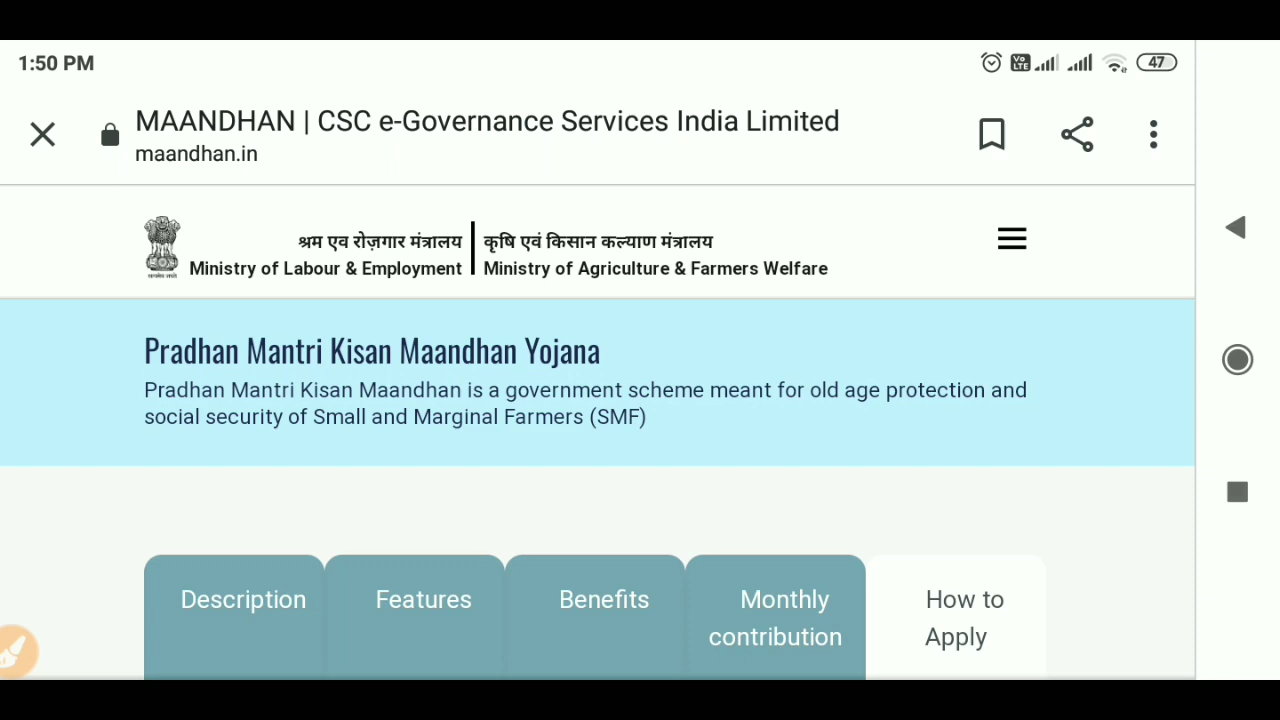 1:50 PM
Vo LTE
47
MAANDHAN | CSC e-Governance Services India Limited
maandhan.in
श्रम एव रोज़गार मंत्रालय
Ministry of Labour & Employment
कृषि एवं किसान कल्याण मंत्रालय
Ministry of Agriculture & Farmers Welfare
Pradhan Mantri Kisan Maandhan Yojana
Pradhan Mantri Kisan Maandhan is a government scheme meant for old age protection and
social security of Small and Marginal Farmers (SMF)
Description
Features
Benefits
Monthly
contribution
How to
Apply